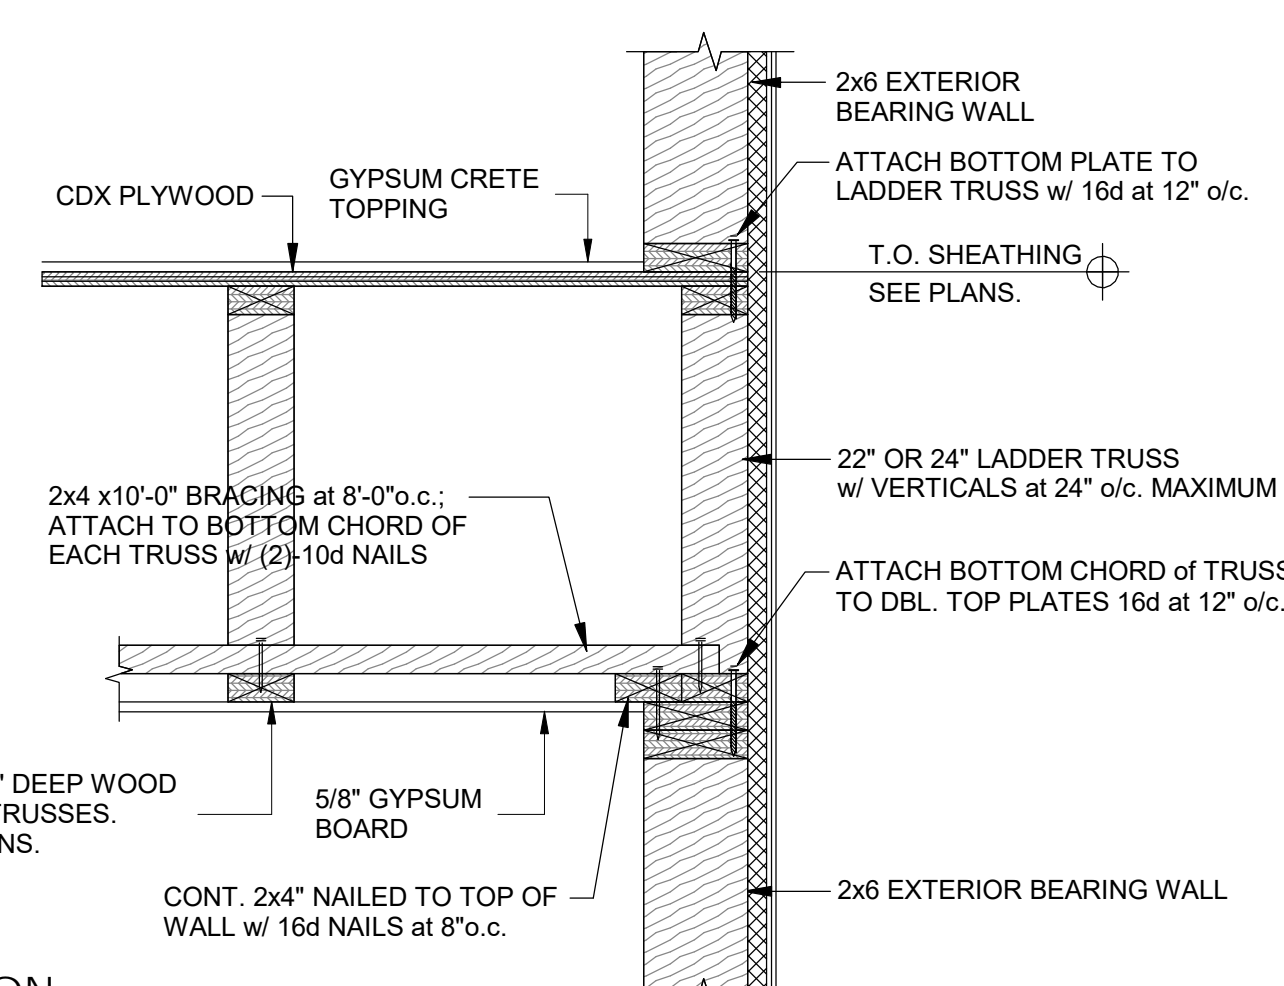 2x6 EXTERIOR
BEARING WALL
ATTACH BOTTOM PLATE TO
LADDER TRUSS w/ 16d at 12" o/c.
CDX PLYWOOD
GYPSUM CRETE
TOPPING
T.O. SHEATHING
SEE PLANS.
22" OR 24" LADDER TRUSS
w/ VERTICALS at 24" o/c. MAXIMUM
2x4 x10'-0" BRACING at 8'-0"o.c.;
ATTACH TO BOTTOM CHORD OF
EACH TRUSS w/ (2)-10d NAILS
ATTACH BOTTOM CHORD of TRUSS
TO DBL. TOP PLATES 16d at 12" o/c.
" DEEP WOOD
TRUSSES.
NS.
5/8" GYPSUM
BOARD
CONT. 2x4" NAILED TO TOP OF
WALL w/ 16d NAILS at 8"o.c.
2x6 EXTERIOR BEARING WALL
ON